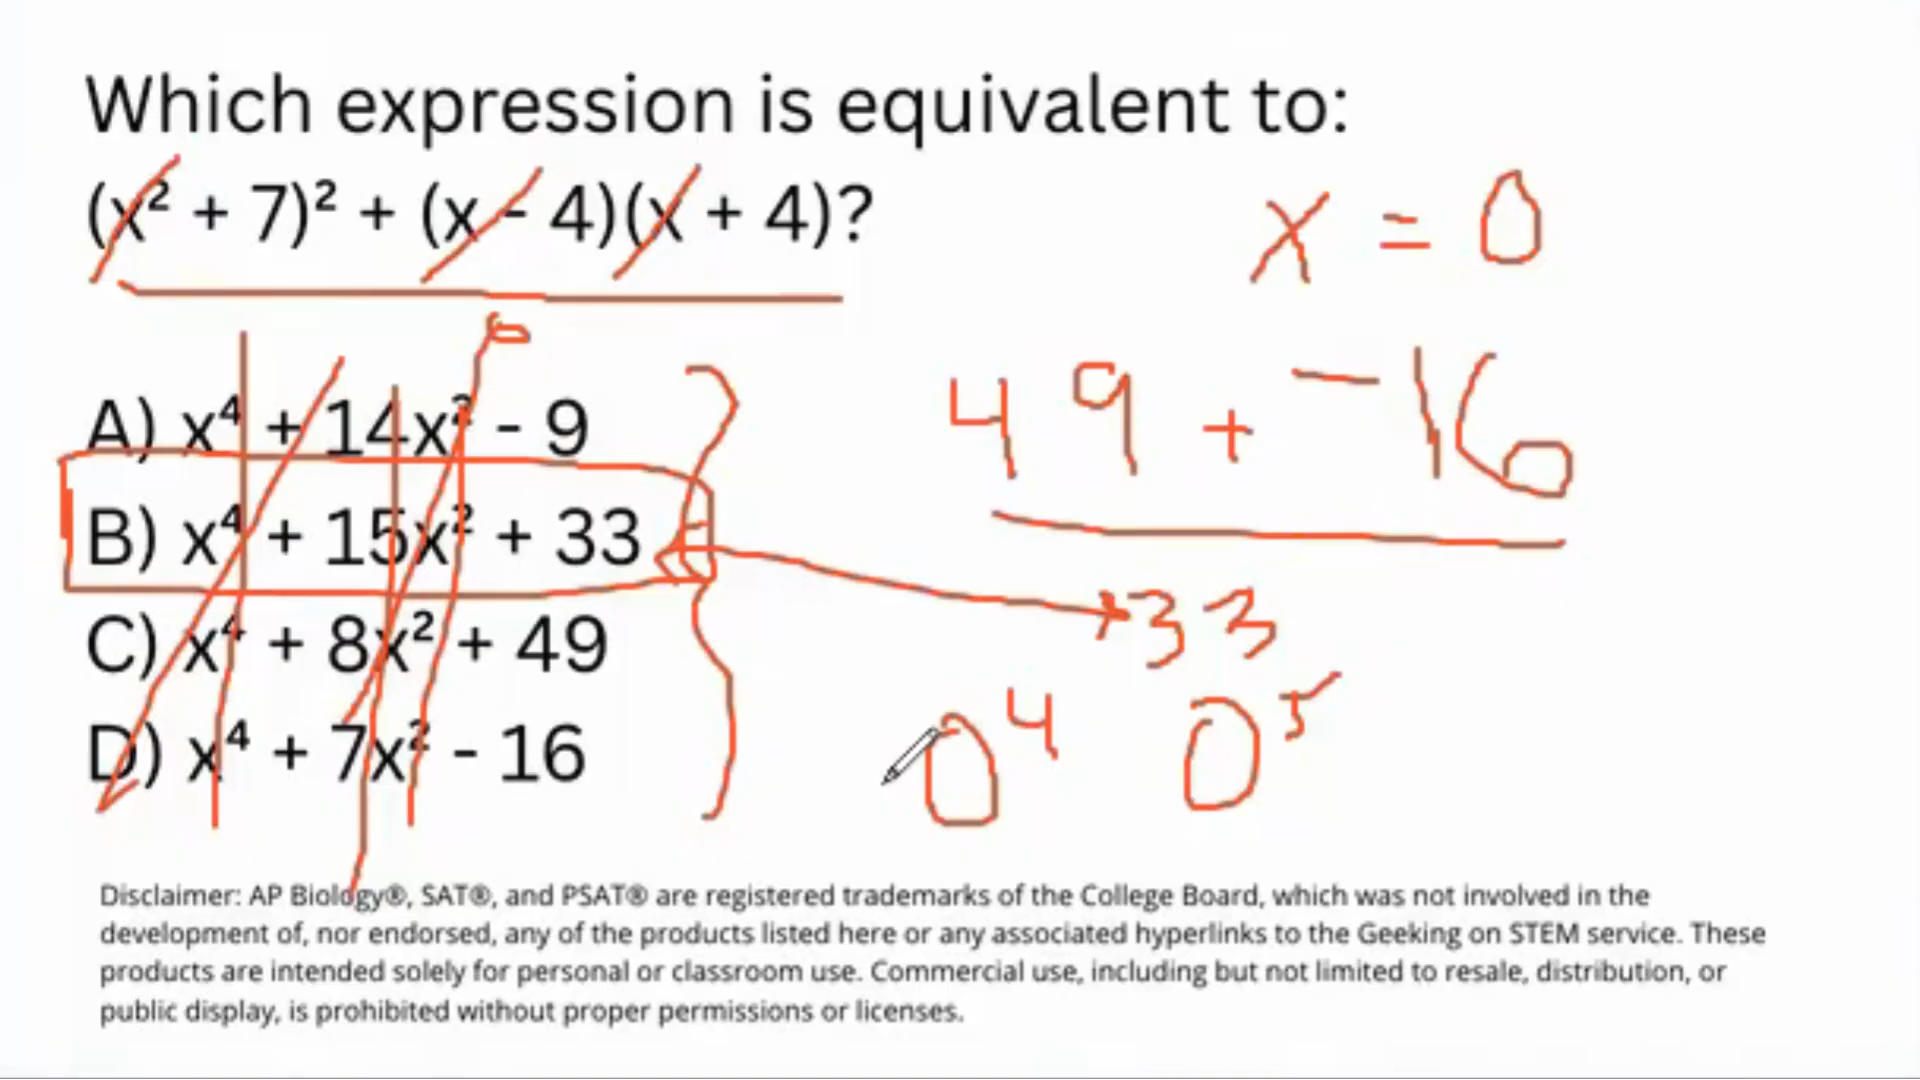 Which expression is equivalent to:
(x² + 7)² + (x - 4)(x + 4)?
x = 0
A) x⁴ + 14x² - 9
49 + -16
B) x⁴ + 15x² + 33
+33
C) x⁴ + 8x² + 49
0⁴ 0⁵
D) x⁴ + 7x² - 16
Disclaimer: AP Biology®, SAT®, and PSAT® are registered trademarks of the College Board, which was not involved in the
development of, nor endorsed, any of the products listed here or any associated hyperlinks to the Geeking on STEM service. These
products are intended solely for personal or classroom use. Commercial use, including but not limited to resale, distribution, or
public display, is prohibited without proper permissions or licenses.